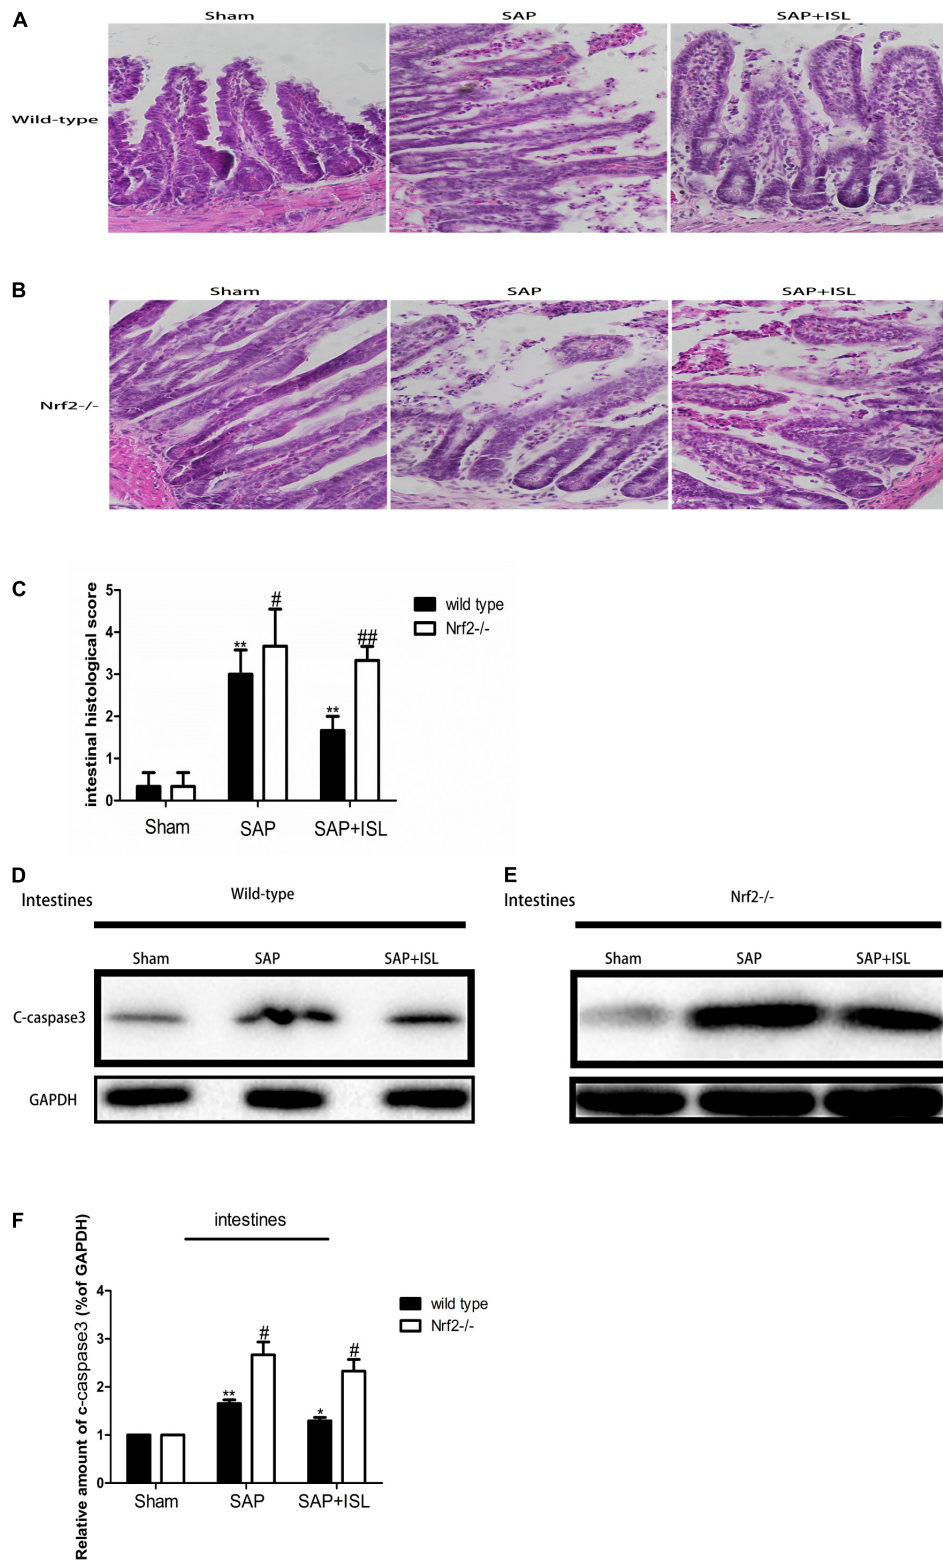 A
Sham
SAP
SAP+ISL
Wild-type
B
Sham
SAP
SAP+ISL
Nrf2-/-
C
intestinal histological score
5
4
3
2
1
0
**
#
**
##
wild type
Nrf2-/-
Sham
SAP
SAP+ISL
D
Intestines
Wild-type
Sham
SAP
SAP+ISL
C-caspase3
GAPDH
E
Intestines
Nrf2-/-
Sham
SAP
SAP+ISL
F
intestines
Relative amount of c-caspase3 (%of GAPDH)
4
3
2
1
0
**
#
*
#
wild type
Nrf2-/-
Sham
SAP
SAP+ISL